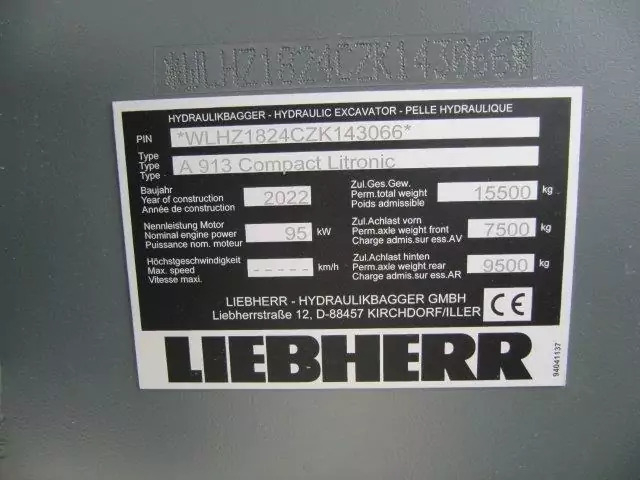 *WLHZ1824CZK143066*
HYDRAULIKBAGGER - HYDRAULIC EXCAVATOR - PELLE HYDRAULIQUE
PIN *WLHZ1824CZK143066*
Type
Type A 913 Compact Litronic
Type
Baujahr
Year of construction 2022
Année de construction
Zul.Ges.Gew.
Perm.total weight 15500 kg
Poids admissible
Nennleistung Motor
Nominal engine power 95 kW
Puissance nom. moteur
Zul.Achlast vorn
Perm.axle weight front 7500 kg
Charge admis.sur ess.AV
Höchstgeschwindigkeit
Max. speed ----- km/h
Vitesse maxi.
Zul.Achlast hinten
Perm.axle weight rear 9500 kg
Charge admis.sur ess.AR
LIEBHERR - HYDRAULIKBAGGER GMBH
Liebherrstraße 12, D-88457 KIRCHDORF/ILLER
CE
LIEBHERR
94041137